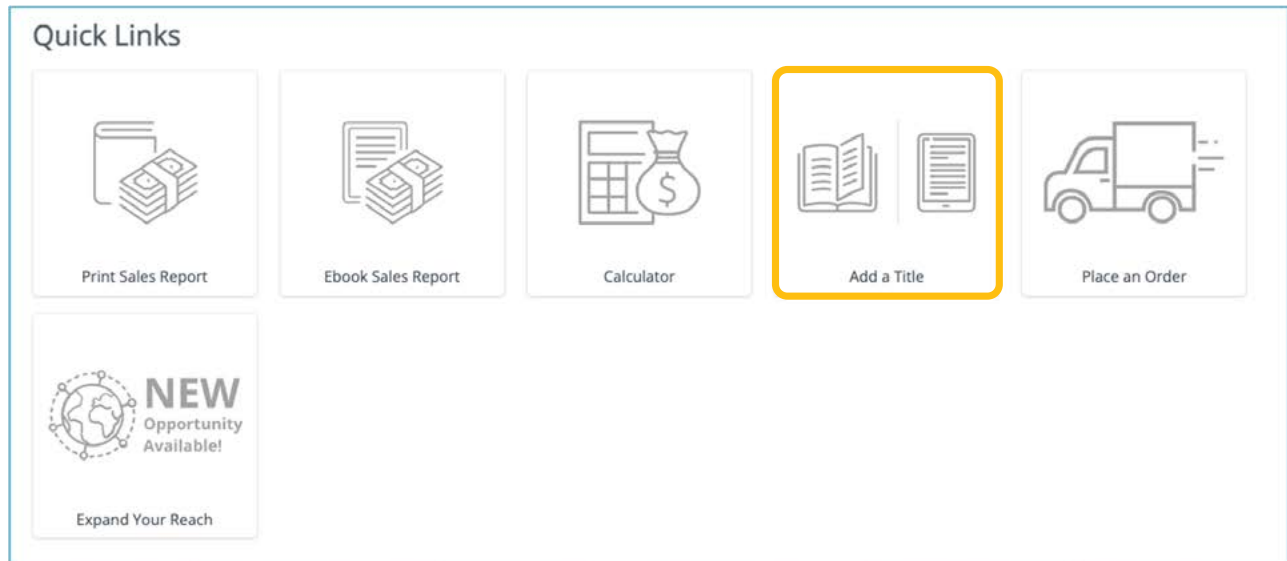 Quick Links
Print Sales Report
Ebook Sales Report
Calculator
Add a Title
Place an Order
$
NEW
Opportunity
Available!
Expand Your Reach